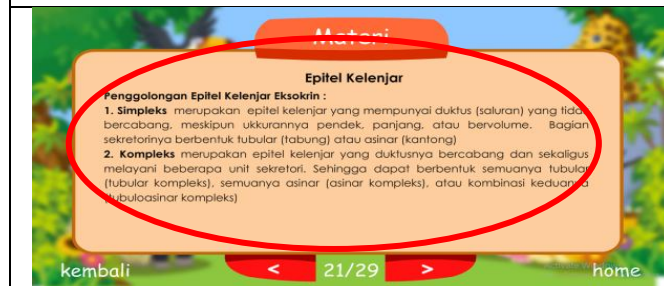 Materi
Epitel Kelenjar
Penggolongan Epitel Kelenjar Eksokrin :
1. Simpleks merupakan epitel kelenjar yang mempunyai duktus (saluran) yang tidak
bercabang, meskipun ukkurannya pendek, panjang, atau bervolume. Bagian
sekretorinya berbentuk tubular (tabung) atau asinar (kantong)
2. Kompleks merupakan epitel kelenjar yang duktusnya bercabang dan sekaligus
melayani beberapa unit sekretori. Sehingga dapat berbentuk semuanya tubular
(tubular kompleks), semuanya asinar (asinar kompleks), atau kombinasi keduanya
(tubuloasinar kompleks)
kembali < 21/29 > home